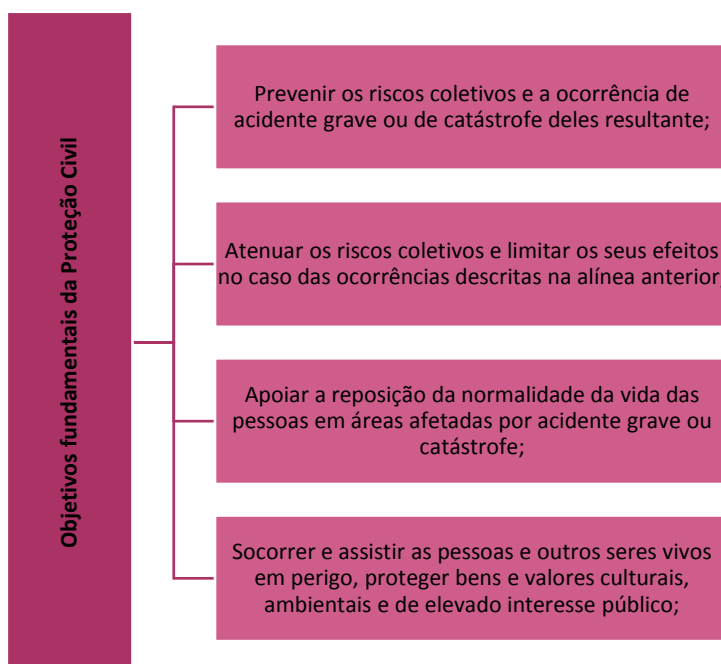 Objetivos fundamentais da Proteção Civil
Prevenir os riscos coletivos e a ocorrência de
acidente grave ou de catástrofe deles resultante;
Atenuar os riscos coletivos e limitar os seus efeitos
no caso das ocorrências descritas na alínea anterior;
Apoiar a reposição da normalidade da vida das
pessoas em áreas afetadas por acidente grave ou
catástrofe;
Socorrer e assistir as pessoas e outros seres vivos
em perigo, proteger bens e valores culturais,
ambientais e de elevado interesse público;